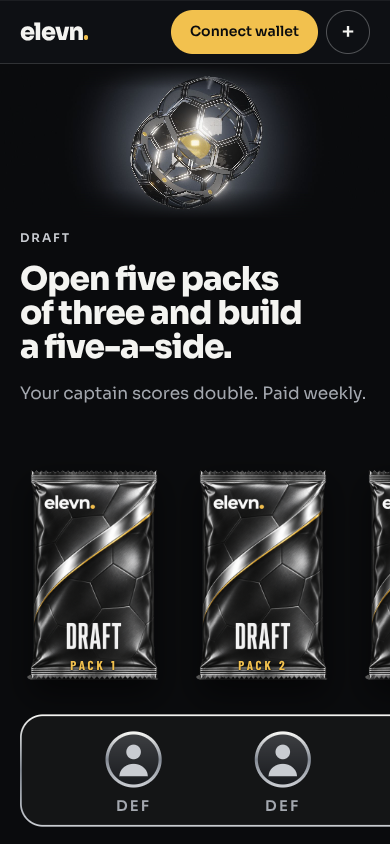 elevn.
Connect wallet
+
DRAFT
Open five packs
of three and build
a five-a-side.
Your captain scores double. Paid weekly.
elevn.
DRAFT
PACK 1
elevn.
DRAFT
PACK 2
e
DEF
DEF